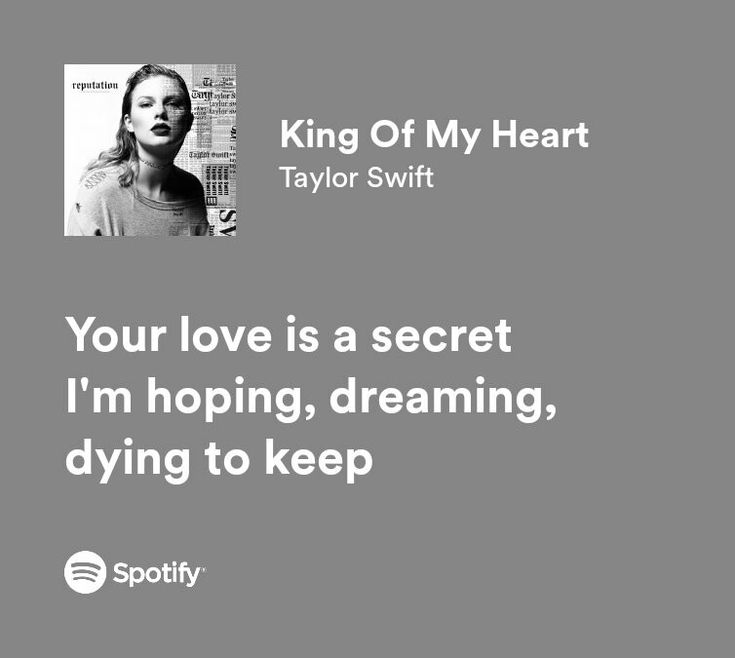 reputation
King Of My Heart
Taylor Swift
Your love is a secret
I'm hoping, dreaming,
dying to keep
Spotify